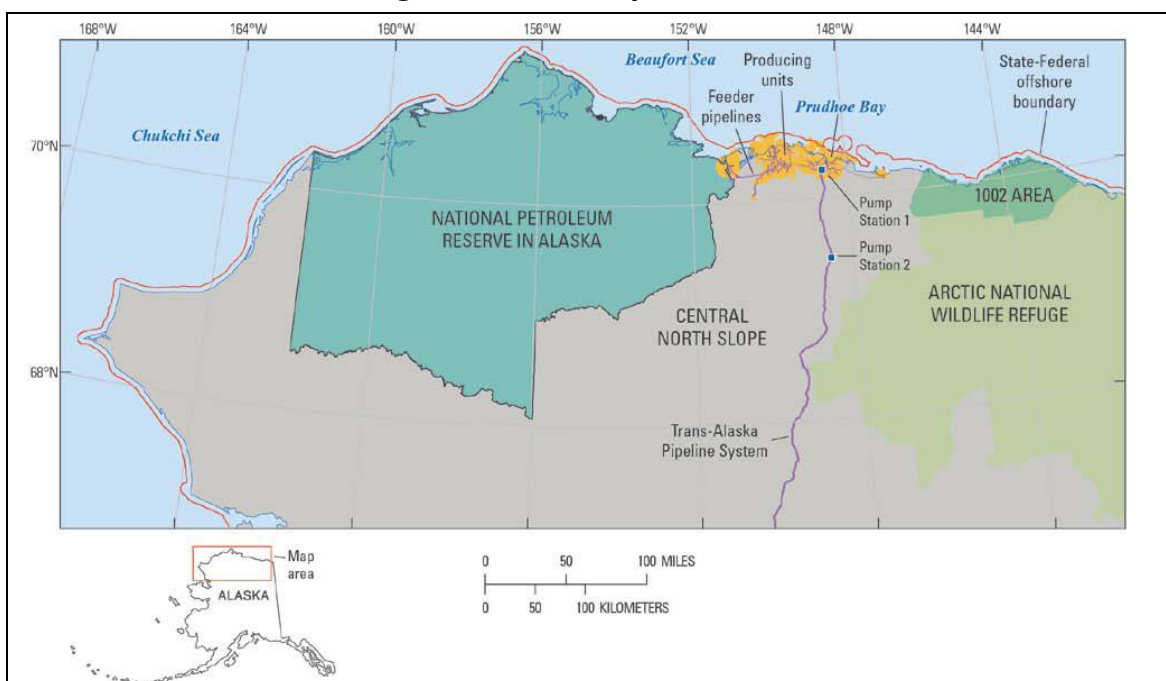 168°W
164°W
160°W
156°W
152°W
148°W
144°W
Beaufort Sea
Producing
units
State-Federal
offshore
boundary
Feeder
pipelines
Prudhoe Bay
Chukchi Sea
70°N
1002 AREA
Pump
Station 1
NATIONAL PETROLEUM
RESERVE IN ALASKA
Pump
Station 2
ARCTIC NATIONAL
WILDLIFE REFUGE
CENTRAL
NORTH SLOPE
68°N
Trans-Alaska
Pipeline System
Map
area
ALASKA
0 50 100 MILES
0 50 100 KILOMETERS